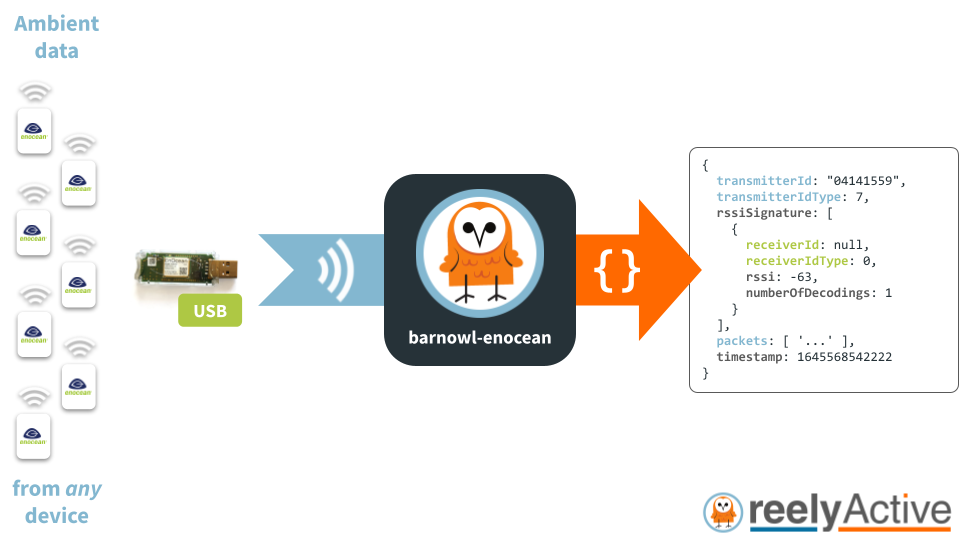 Ambient
data
enocean
enocean
enocean
enocean
enocean
enocean
enocean
from any
device
USB
barnowl-enocean
{}
{
transmitterId: "04141559",
transmitterIdType: 7,
rssiSignature: [
{
receiverId: null,
receiverIdType: 0,
rssi: -63,
numberOfDecodings: 1
}
],
packets: [ '...' ],
timestamp: 1645568542222
}
reelyActive